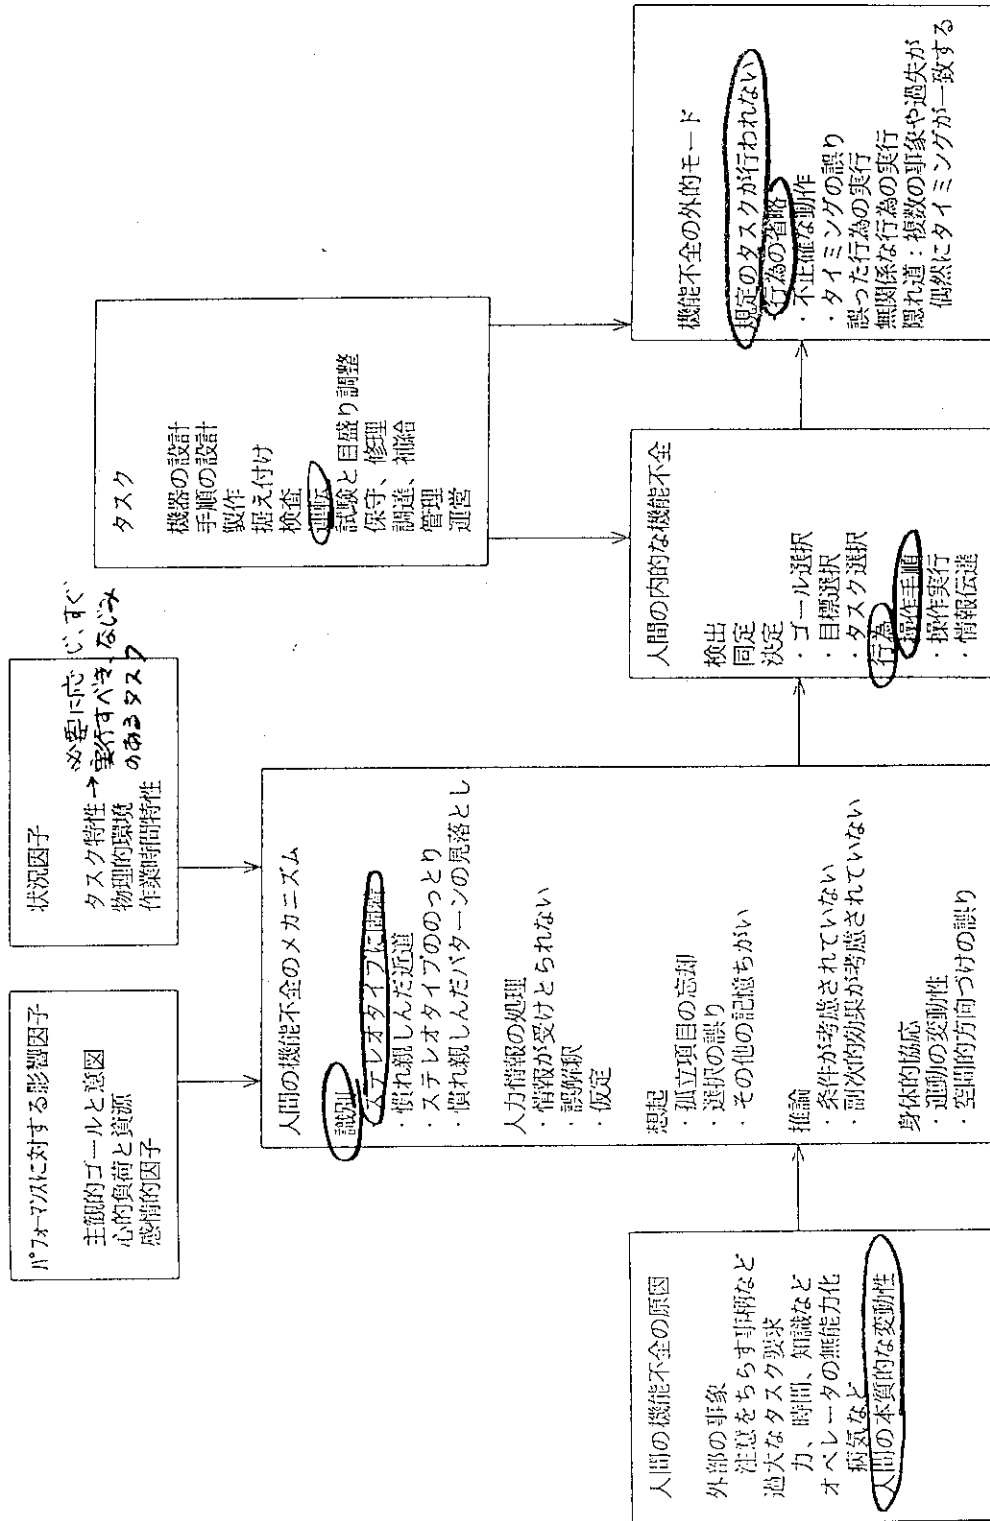 パフォーマンスに対する影響因子
主観的ゴールと意図
心的負荷と資源
感情的因子
状況因子
タスク特性→必要に応じ、すぐ
実行すべき、なじみ
のあるタスク
物理的環境
作業時間特性
タスク
機器の設計
手順の設計
製作
据え付け
検査
運転
試験と目盛り調整
保守、修理
調達、補給
管理
運営
人間の機能不全の原因
外部の事象
注意をちらす事柄など
過大なタスク要求
力、時間、知識など
オペレータの無能力化
病気など
人間の本質的な変動性
人間の機能不全のメカニズム
識別
・ステレオタイプに固着
・慣れ親しんだ近道
・ステレオタイプののっとり
・慣れ親しんだパターンの見落とし
入力情報の処理
・情報が受けとられない
・誤解釈
・仮定
想起
・孤立項目の忘却
・選択の誤り
・その他の記憶ちがい
推論
・条件が考慮されていない
・副次的効果が考慮されていない
身体的協応
・運動の変動性
・空間的方向づけの誤り
人間の内的な機能不全
検出
同定
決定
・ゴール選択
・目標選択
・タスク選択
行為
・操作手順
・操作実行
・情報伝達
機能不全の外的モード
規定のタスクが行われない
・行為の省略
・不正確な動作
・タイミングの誤り
誤った行為の実行
無関係な行為の実行
隠れ道：複数の事象や過失が
偶然にタイミングが一致する